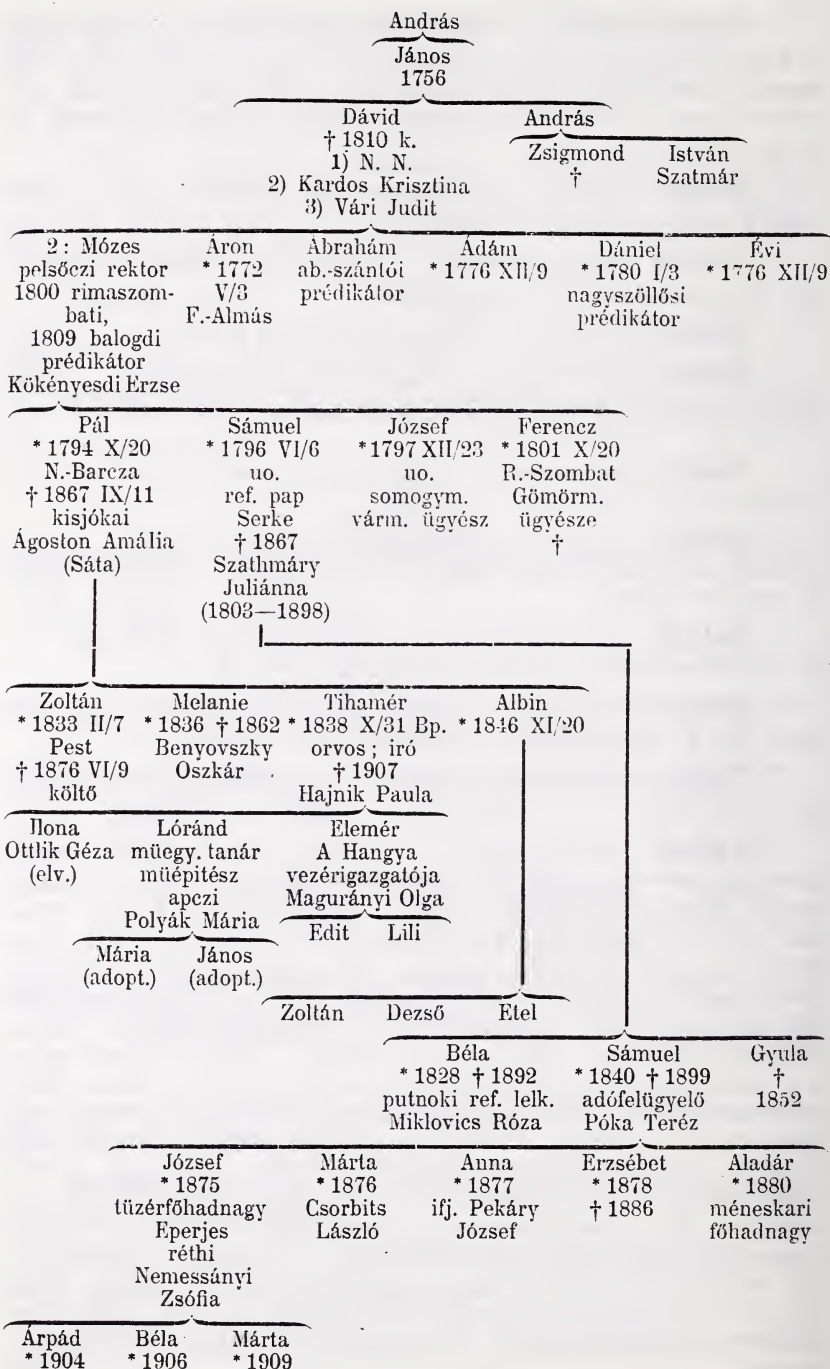 András
János
1756
Dávid
† 1810 k.
1) N. N.
2) Kardos Krisztina
3) Vári Judit
András
Zsigmond
†
István
Szatmár
2 : Mózes
pelsőczi rektor
1800 rimaszom-
bati,
1809 balogdi
prédikátor
Kökényesdi Erzse
Áron
* 1772
V/3
F.-Almás
Ábrahám
ab.-szántói
prédikátor
Ádám
* 1776 XII/9
Dániel
* 1780 I/3
nagyszöllősi
prédikátor
Évi
* 1776 XII/9
Pál
* 1794 X/20
N.-Barcza
† 1867 IX/11
kisjókai
Ágoston Amália
(Sáta)
Sámuel
* 1796 VI/6
uo.
ref. pap
Serke
† 1867
Szathmáry
Juliánna
(1803—1898)
József
* 1797 XII/23
uo.
somogym.
várm. ügyész
Ferencz
* 1801 X/20
R.-Szombat
Gömörm.
ügyésze
†
Zoltán
* 1833 II/7
Pest
† 1876 VI/9
költő
Melanie
* 1836 † 1862
Benyovszky
Oszkár
Tihamér
* 1838 X/31 Bp.
orvos ; iró
† 1907
Hajnik Paula
Albin
* 1846 XI/20
Ilona
Ottlik Géza
(elv.)
Lóránd
müegy. tanár
müépitész
apczi
Polyák Mária
Elemér
A Hangya
vezérigazgatója
Magurányi Olga
Mária
(adopt.)
János
(adopt.)
Edit
Lili
Zoltán
Dezső
Etel
Béla
* 1828 † 1892
putnoki ref. lelk.
Miklovics Róza
Sámuel
* 1840 † 1899
adófelügyelő
Póka Teréz
Gyula
†
1852
József
* 1875
tüzérfőhadnagy
Eperjes
réthi
Nemessányi
Zsófia
Márta
* 1876
Csorbits
László
Anna
* 1877
ifj. Pekáry
József
Erzsébet
* 1878
† 1886
Aladár
* 1880
méneskari
főhadnagy
Árpád
* 1904
Béla
* 1906
Márta
* 1909